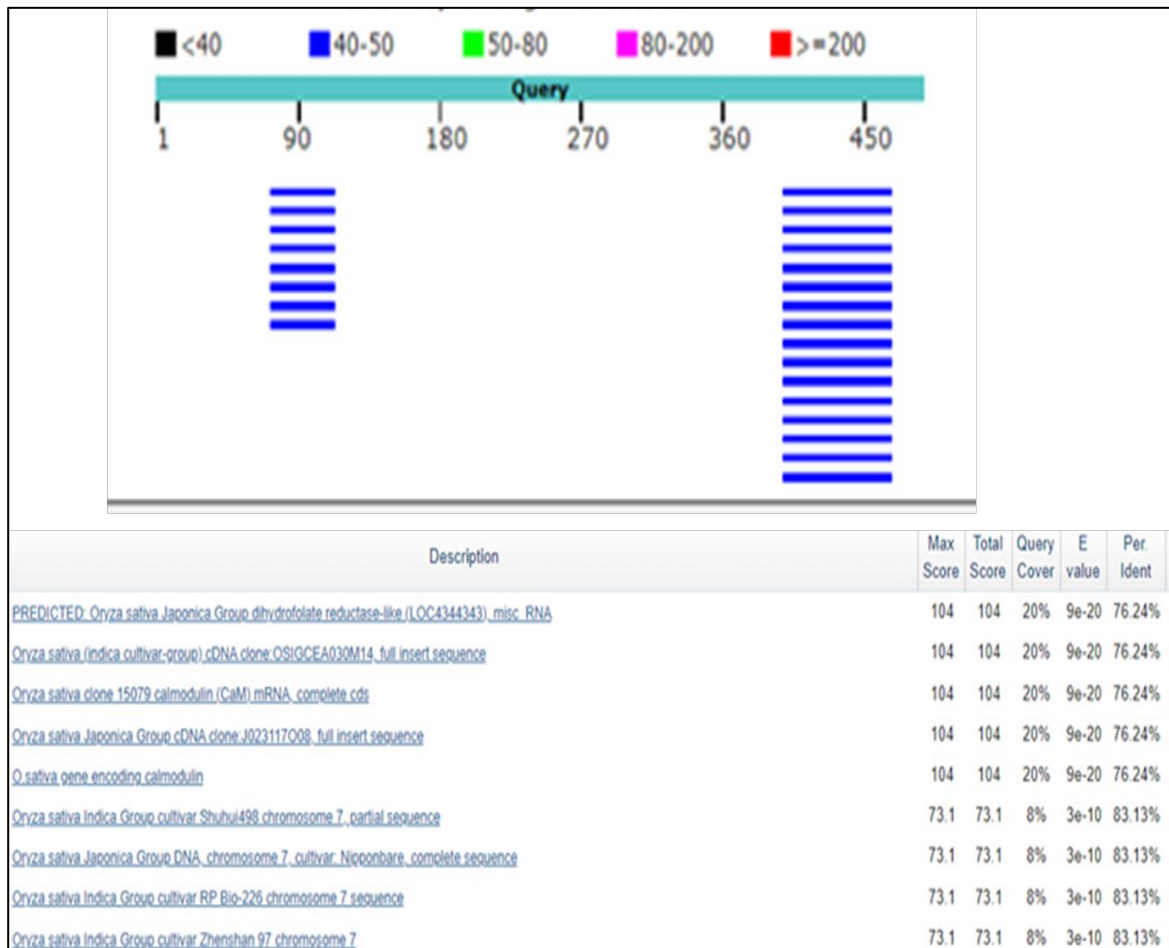 <40 40-50 50-80 80-200 >=200
Query
1 90 180 270 360 450
Description Max Score Total Score Query Cover E value Per. Ident
PREDICTED: Oryza sativa Japonica Group dihydrofolate reductase-like (LOC4344343), misc_RNA 104 104 20% 9e-20 76.24%
Oryza sativa (indica cultivar-group) cDNA clone:OSIGCEA030M14, full insert sequence 104 104 20% 9e-20 76.24%
Oryza sativa clone 15079 calmodulin (CaM) mRNA, complete cds 104 104 20% 9e-20 76.24%
Oryza sativa Japonica Group cDNA clone:J023117O08, full insert sequence 104 104 20% 9e-20 76.24%
O.sativa gene encoding calmodulin 104 104 20% 9e-20 76.24%
Oryza sativa Indica Group cultivar Shuhui498 chromosome 7, partial sequence 73.1 73.1 8% 3e-10 83.13%
Oryza sativa Japonica Group DNA, chromosome 7, cultivar: Nipponbare, complete sequence 73.1 73.1 8% 3e-10 83.13%
Oryza sativa Indica Group cultivar RP Bio-226 chromosome 7 sequence 73.1 73.1 8% 3e-10 83.13%
Oryza sativa Indica Group cultivar Zhenshan 97 chromosome 7 73.1 73.1 8% 3e-10 83.13%